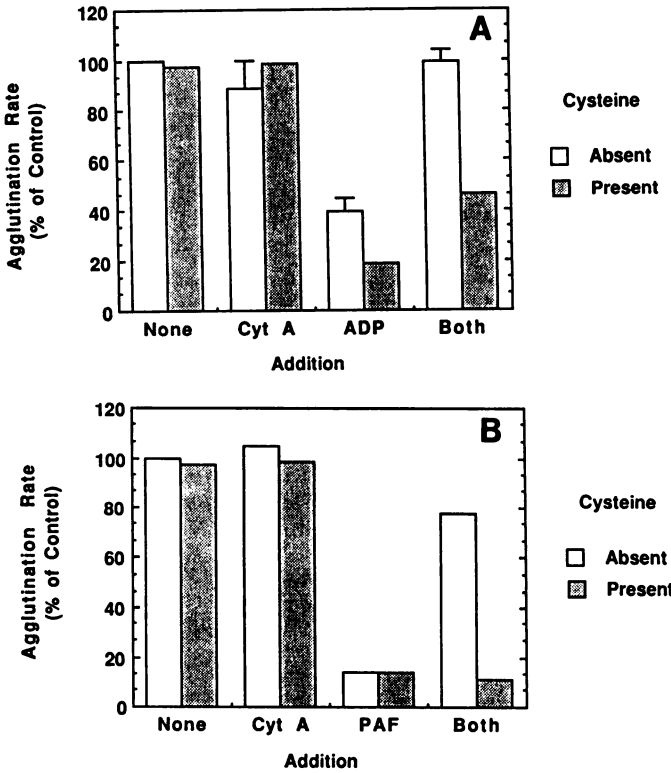 A
120
100
80
60
40
20
0
Agglutination Rate
(% of Control)
None Cyt A ADP Both
Addition
Cysteine
Absent
Present
B
120
100
80
60
40
20
0
Agglutination Rate
(% of Control)
None Cyt A PAF Both
Addition
Cysteine
Absent
Present